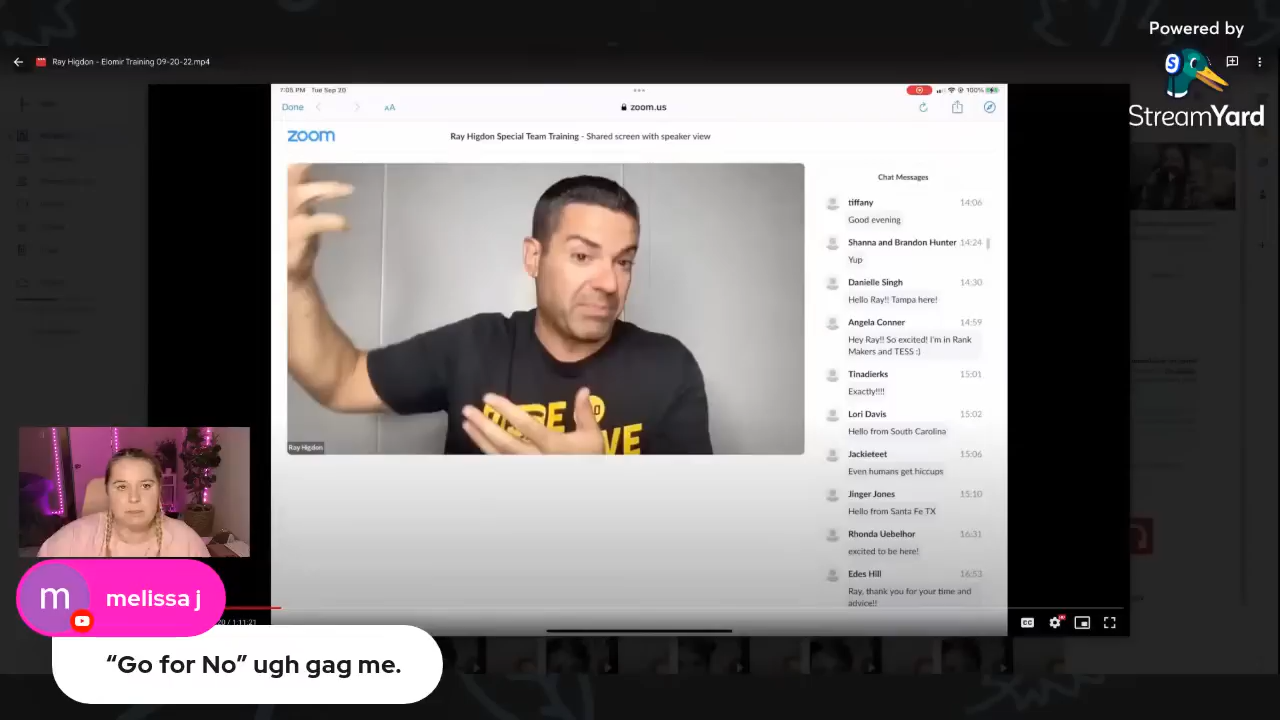 Powered by
StreamYard
Ray Higdon - Elomir Training 09-20-22.mp4
7:05 PM Tue Sep 20
100%
Done
AA
zoom.us
zoom
Ray Higdon Special Team Training - Shared screen with speaker view
Chat Messages
tiffany 14:06
Good evening
Shanna and Brandon Hunter 14:24
Yup
Danielle Singh 14:30
Hello Ray!! Tampa here!
Angela Conner 14:59
Hey Ray!! So excited! I'm in Rank
Makers and TESS :)
Tinadierks 15:01
Exactly!!!!
Lori Davis 15:02
Hello from South Carolina
Jackieteet 15:06
Even humans get hiccups
Jinger Jones 15:10
Hello from Santa Fe TX
Rhonda Uebelhor 16:31
excited to be here!
Edes Hill 16:53
Ray, thank you for your time and
advice!!
Ray Higdon
m
melissa j
/ 1:11:21
CC
“Go for No” ugh gag me.